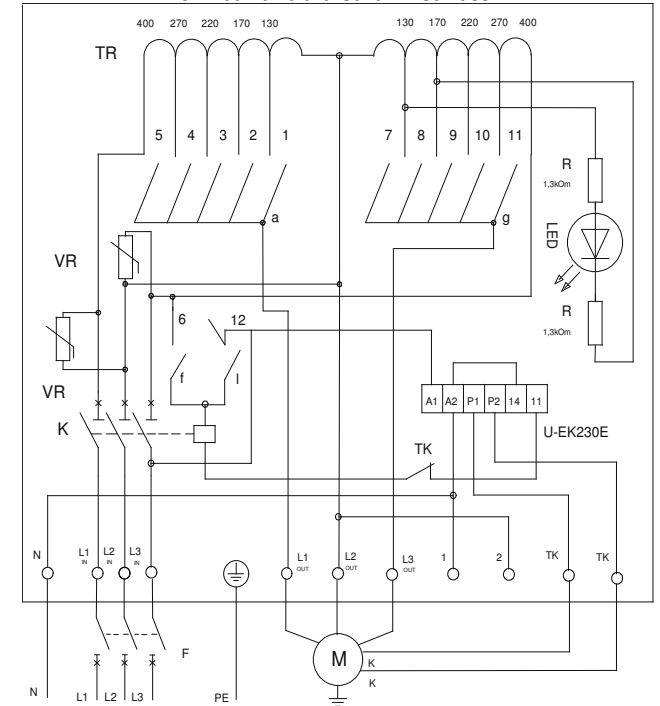 400 270 220 170 130
130 170 220 270 400
TR
5 4 3 2 1
7 8 9 10 11
R
1,3kOm
a
g
LED
VR
R
1,3kOm
6 12
f l
VR
A1 A2 P1 P2 14 11
K
U-EK230E
TK
N
L1 IN
L2 IN
L3 IN
L1 OUT
L2 OUT
L3 OUT
1
2
TK
TK
F
M
K
K
N
L1 L2 L3
PE